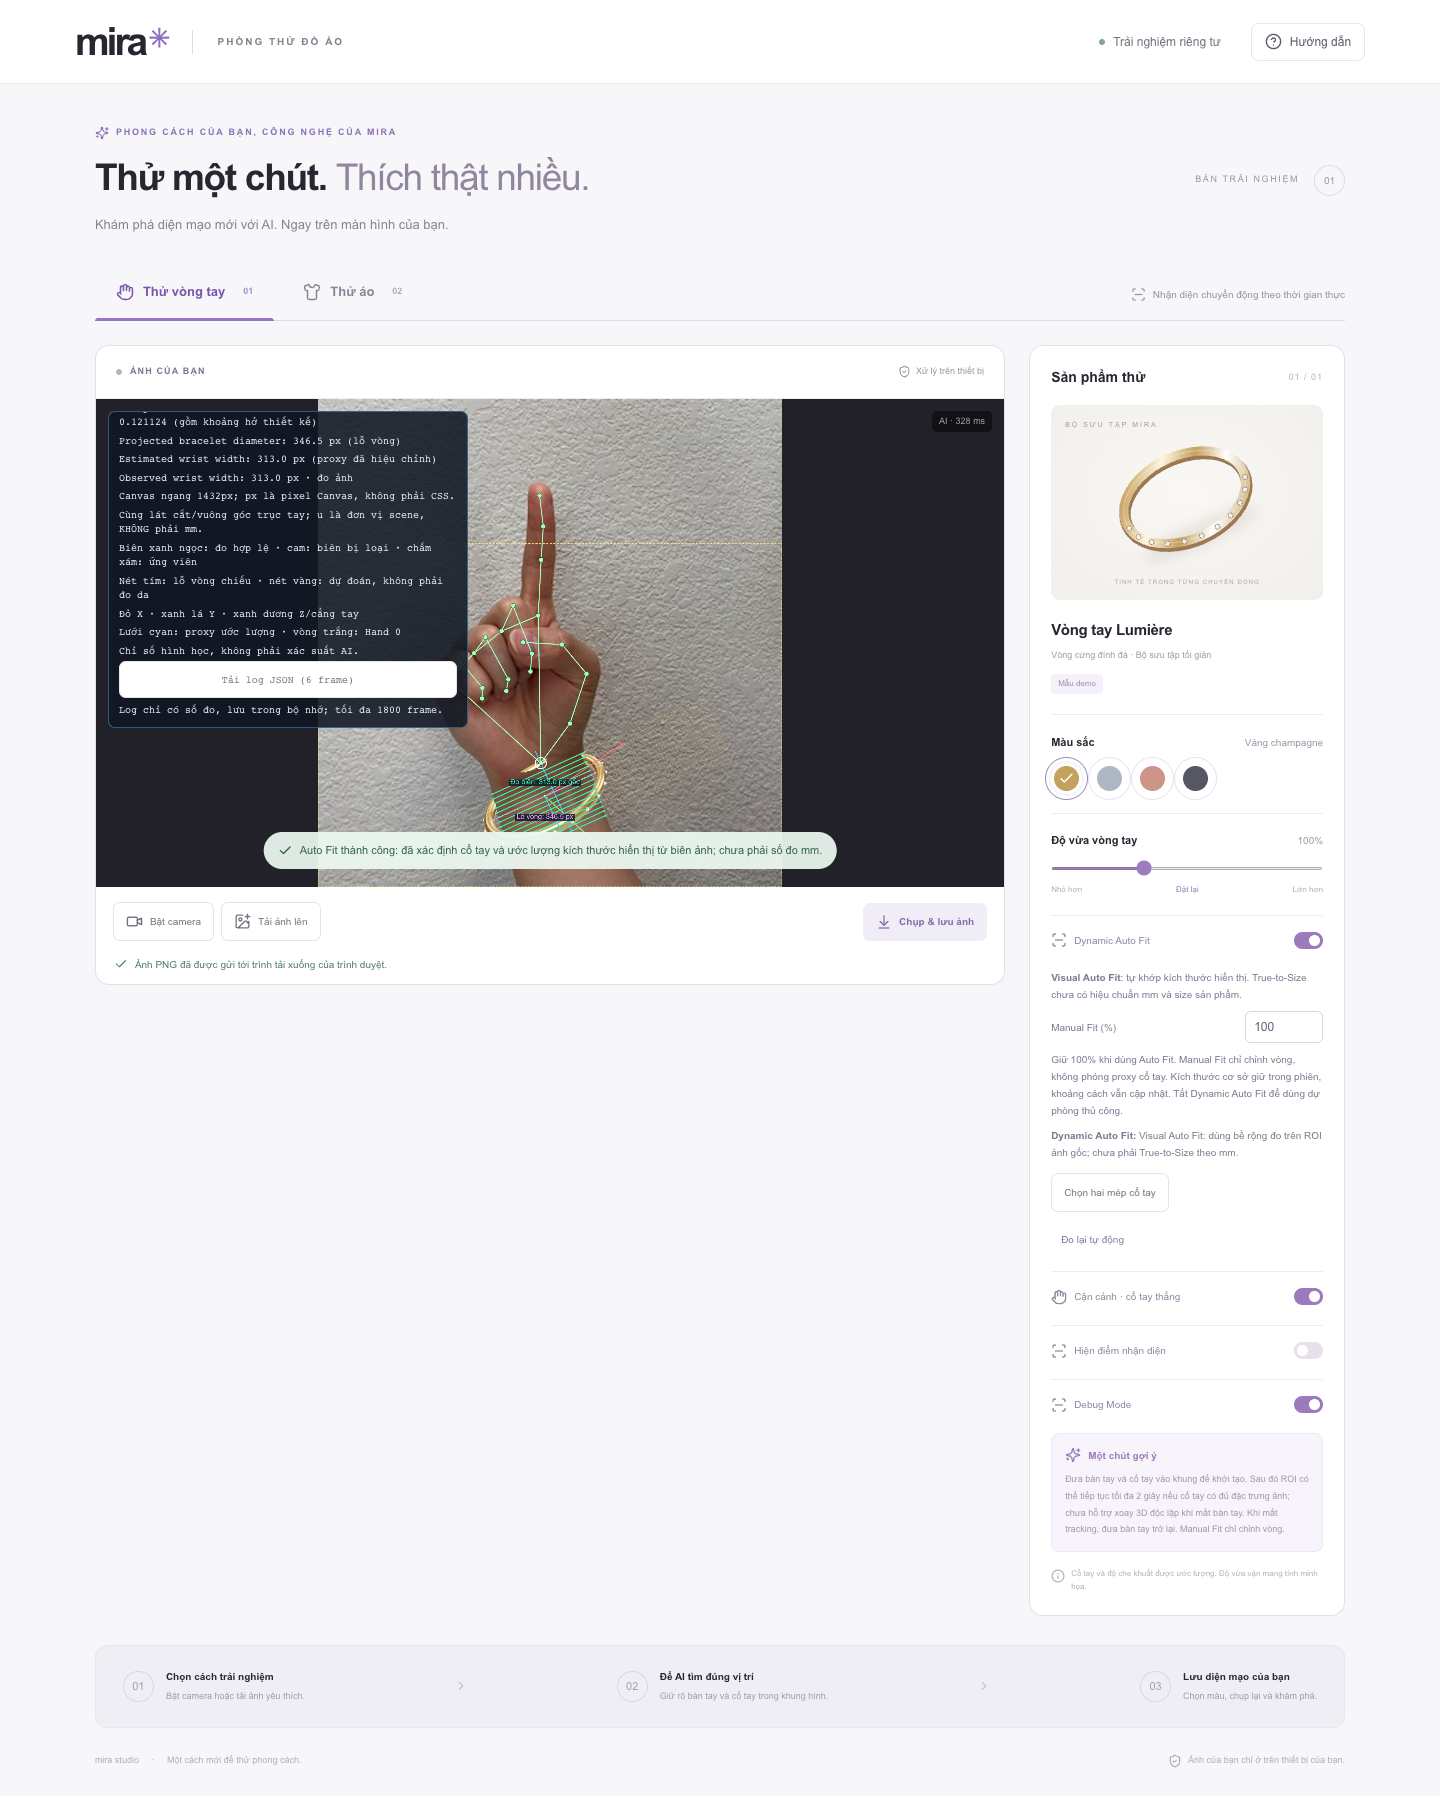 mira
PHÒNG THỬ ĐỒ ẢO
Trải nghiệm riêng tư
Hướng dẫn
PHONG CÁCH CỦA BẠN, CÔNG NGHỆ CỦA MIRA
Thử một chút. Thích thật nhiều.
BẢN TRẢI NGHIỆM 01
Khám phá diện mạo mới với AI. Ngay trên màn hình của bạn.
Thử vòng tay 01
Thử áo 02
Nhận diện chuyển động theo thời gian thực
ẢNH CỦA BẠN
Xử lý trên thiết bị
0.121124 (gồm khoảng hở thiết kế)
Projected bracelet diameter: 346.5 px (lỗ vòng)
Estimated wrist width: 313.0 px (proxy đã hiệu chỉnh)
Observed wrist width: 313.0 px · đo ảnh
Canvas ngang 1432px; px là pixel Canvas, không phải CSS.
Cùng lát cắt/vuông góc trục tay; u là đơn vị scene,
KHÔNG phải mm.
Biên xanh ngọc: đo hợp lệ · cam: biên bị loại · chấm
xám: ứng viên
Nét tím: lỗ vòng chiếu · nét vàng: dự đoán, không phải
đo da
Đỏ X · xanh lá Y · xanh dương Z/cẳng tay
Lưới cyan: proxy ước lượng · vòng trắng: Hand 0
Chỉ số hình học, không phải xác suất AI.
Tải log JSON (6 frame)
Log chỉ có số đo, lưu trong bộ nhớ; tối đa 1800 frame.
AI · 328 ms
Đo biên: 313.0 px gốc
Lỗ vòng: 346.5 px
Auto Fit thành công: đã xác định cổ tay và ước lượng kích thước hiển thị từ biên ảnh; chưa phải số đo mm.
Bật camera
Tải ảnh lên
Chụp & lưu ảnh
Ảnh PNG đã được gửi tới trình tải xuống của trình duyệt.
Sản phẩm thử
01 / 01
BỘ SƯU TẬP MIRA
TINH TẾ TRONG TỪNG CHUYỂN ĐỘNG
Vòng tay Lumière
Vòng cứng đính đá · Bộ sưu tập tối giản
Mẫu demo
Màu sắc
Vàng champagne
Độ vừa vòng tay
100%
Nhỏ hơn
Đặt lại
Lớn hơn
Dynamic Auto Fit
Visual Auto Fit: tự khớp kích thước hiển thị. True-to-Size
chưa có hiệu chuẩn mm và size sản phẩm.
Manual Fit (%)
100
Giữ 100% khi dùng Auto Fit. Manual Fit chỉ chỉnh vòng,
không phóng proxy cổ tay. Kích thước cơ sở giữ trong phiên,
khoảng cách vẫn cập nhật. Tắt Dynamic Auto Fit để dùng dự
phòng thủ công.
Dynamic Auto Fit: Visual Auto Fit: dùng bề rộng đo trên ROI
ảnh gốc; chưa phải True-to-Size theo mm.
Chọn hai mép cổ tay
Đo lại tự động
Cận cảnh · cổ tay thẳng
Hiện điểm nhận diện
Debug Mode
Một chút gợi ý
Đưa bàn tay và cổ tay vào khung để khởi tạo. Sau đó ROI có
thể tiếp tục tối đa 2 giây nếu cổ tay có đủ đặc trưng ảnh;
chưa hỗ trợ xoay 3D độc lập khi mất bàn tay. Khi mất
tracking, đưa bàn tay trở lại. Manual Fit chỉ chỉnh vòng.
Cổ tay và độ che khuất được ước lượng. Độ vừa vặn mang tính minh
họa.
01
Chọn cách trải nghiệm
Bật camera hoặc tải ảnh yêu thích.
02
Để AI tìm đúng vị trí
Giữ rõ bàn tay và cổ tay trong khung hình.
03
Lưu diện mạo của bạn
Chọn màu, chụp lại và khám phá.
mira studio · Một cách mới để thử phong cách.
Ảnh của bạn chỉ ở trên thiết bị của bạn.